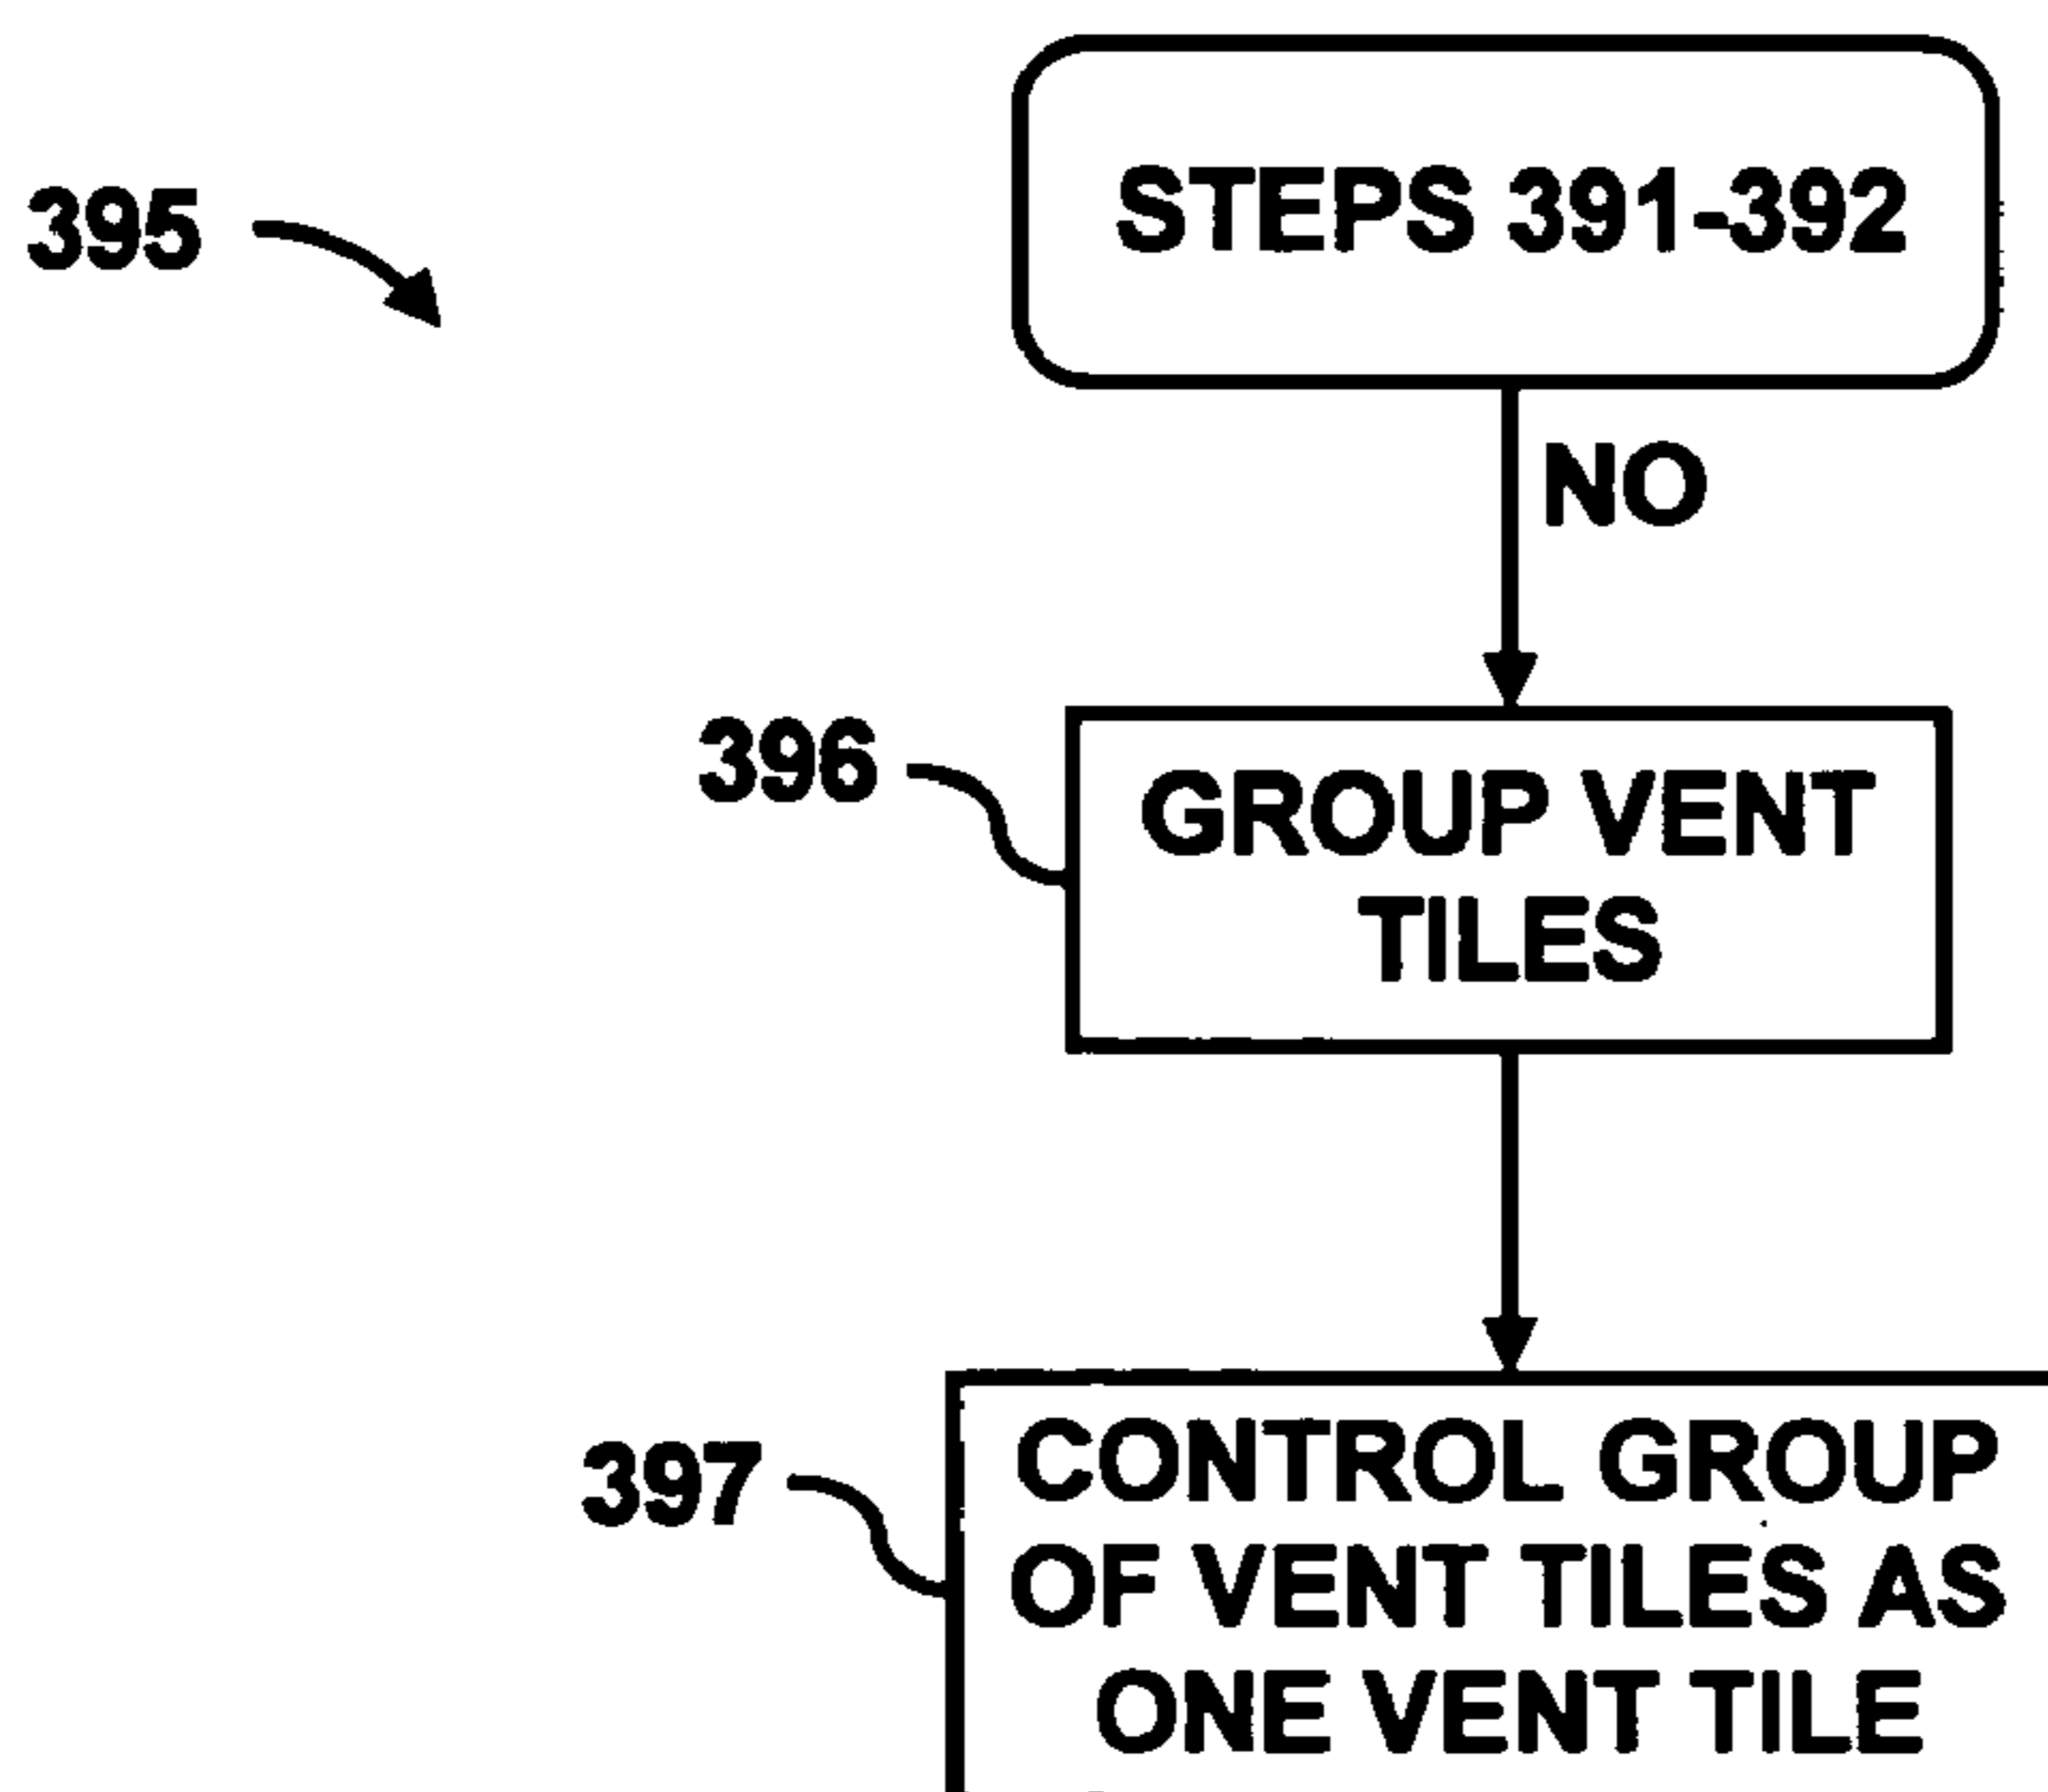 395
STEPS 391-392
NO
396
GROUP VENT
TILES
397
CONTROL GROUP
OF VENT TILES AS
ONE VENT TILE